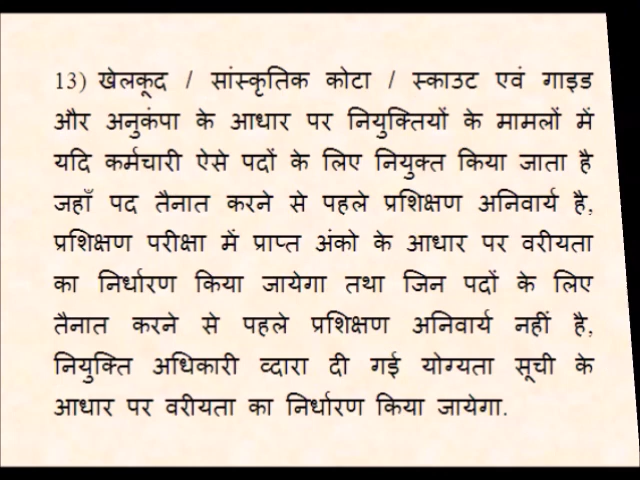 13) खेलकूद / सांस्कृतिक कोटा / स्काउट एवं गाइड
और अनुकंपा के आधार पर नियुक्तियों के मामलों में
यदि कर्मचारी ऐसे पदों के लिए नियुक्त किया जाता है
जहाँ पद तैनात करने से पहले प्रशिक्षण अनिवार्य है,
प्रशिक्षण परीक्षा में प्राप्त अंको के आधार पर वरीयता
का निर्धारण किया जायेगा तथा जिन पदों के लिए
तैनात करने से पहले प्रशिक्षण अनिवार्य नहीं है,
नियुक्ति अधिकारी व्दारा दी गई योग्यता सूची के
आधार पर वरीयता का निर्धारण किया जायेगा.